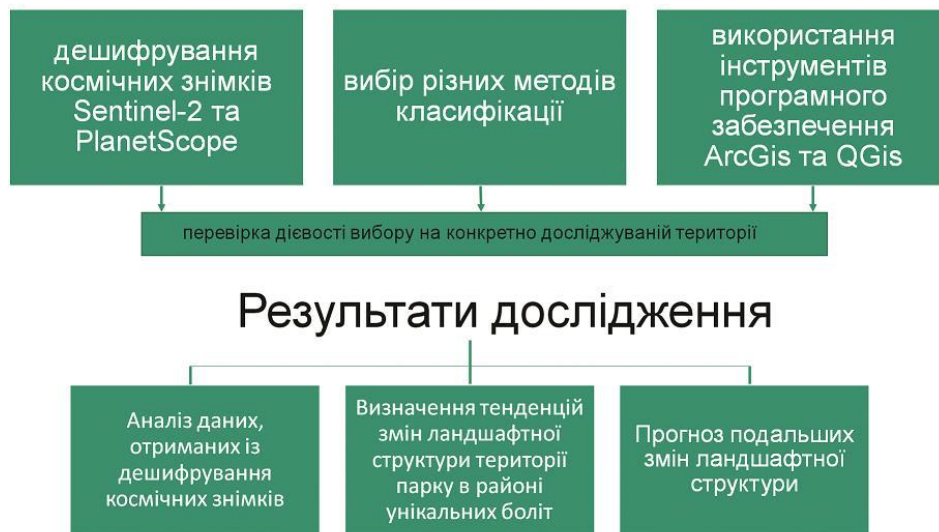 дешифрування
космічних знімків
Sentinel-2 та
PlanetScope
вибір різних методів
класифікації
використання
інструментів
програмного
забезпечення
ArcGis та QGis
перевірка дієвості вибору на конкретно досліджуваній території
Результати дослідження
Аналіз даних,
отриманих із
дешифрування
космічних знімків
Визначення тенденцій
змін ландшафтної
структури території
парку в районі
унікальних боліт
Прогноз подальших
змін ландшафтної
структури